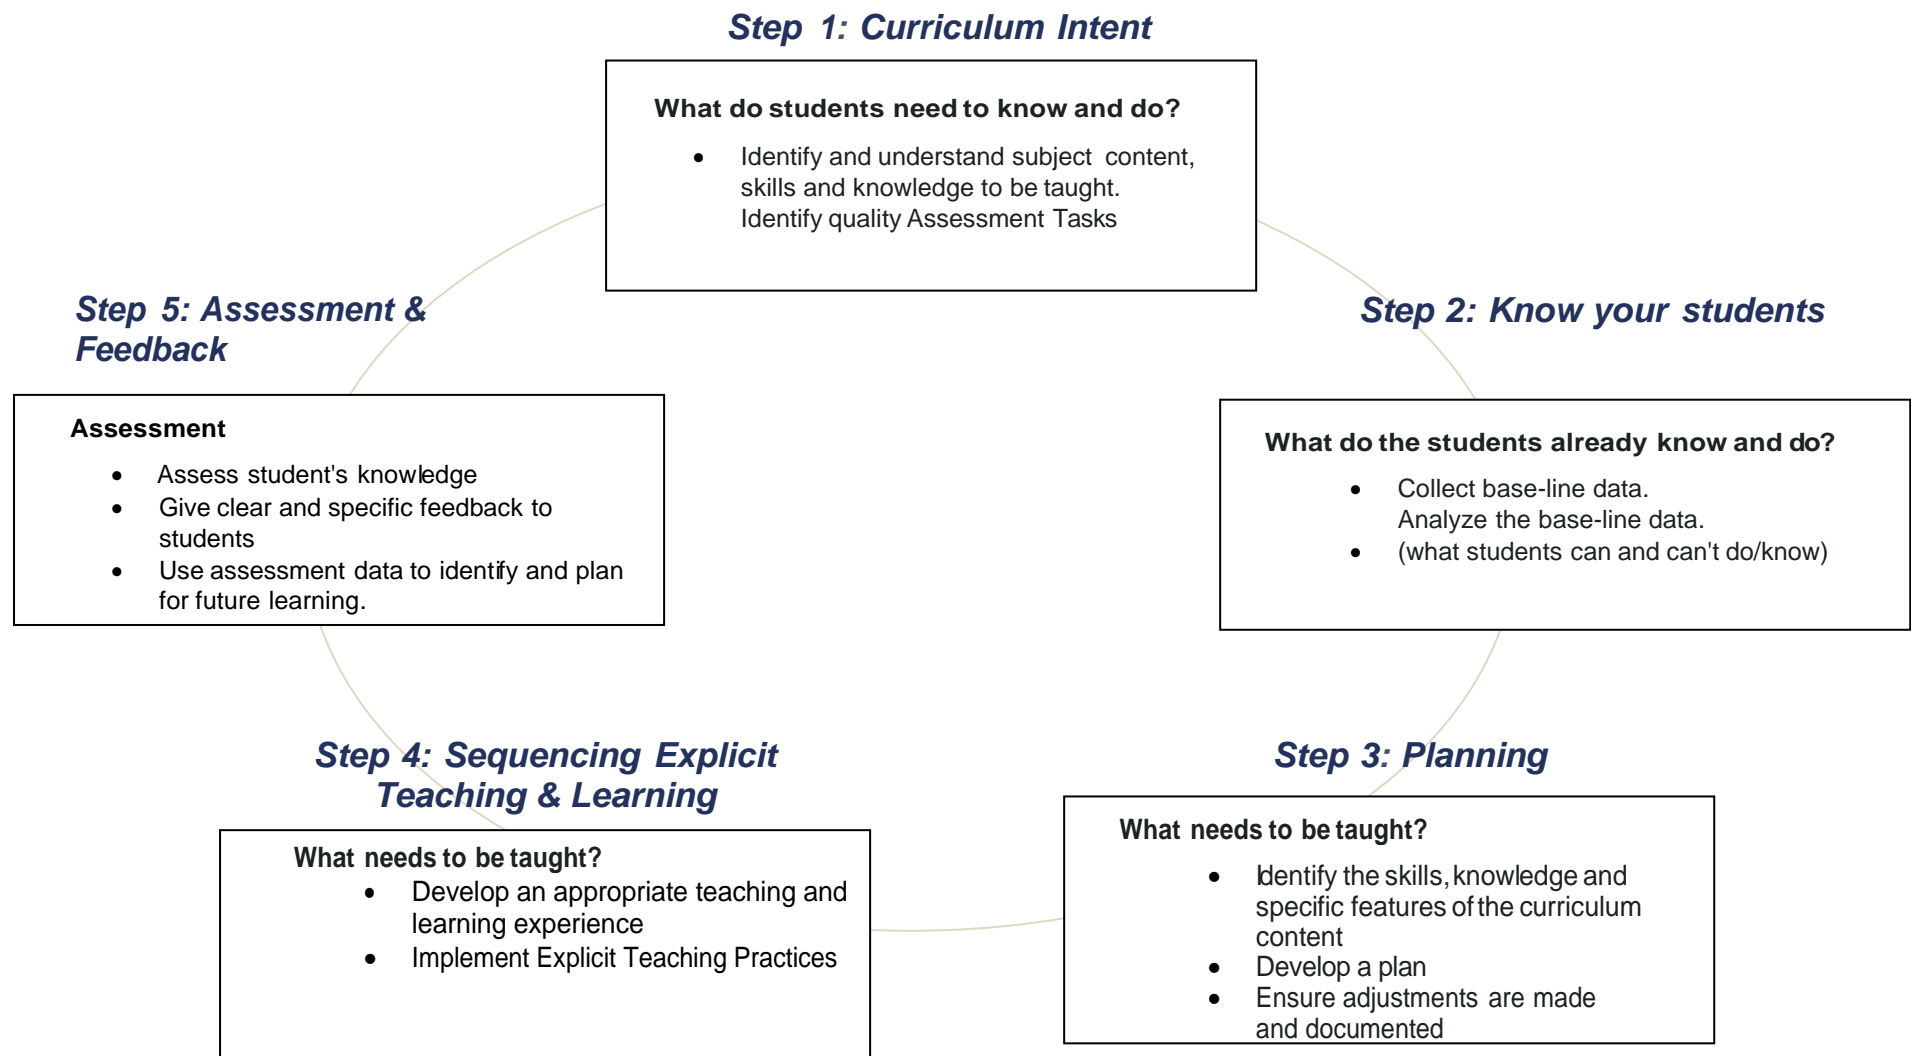 Step 1: Curriculum Intent
What do students need to know and do?
• Identify and understand subject content,
skills and knowledge to be taught.
Identify quality Assessment Tasks
Step 2: Know your students
What do the students already know and do?
• Collect base-line data.
Analyze the base-line data.
• (what students can and can't do/know)
Step 3: Planning
What needs to be taught?
• Identify the skills, knowledge and
specific features of the curriculum
content
• Develop a plan
• Ensure adjustments are made
and documented
Step 4: Sequencing Explicit
Teaching & Learning
What needs to be taught?
• Develop an appropriate teaching and
learning experience
• Implement Explicit Teaching Practices
Step 5: Assessment &
Feedback
Assessment
• Assess student's knowledge
• Give clear and specific feedback to
students
• Use assessment data to identify and plan
for future learning.